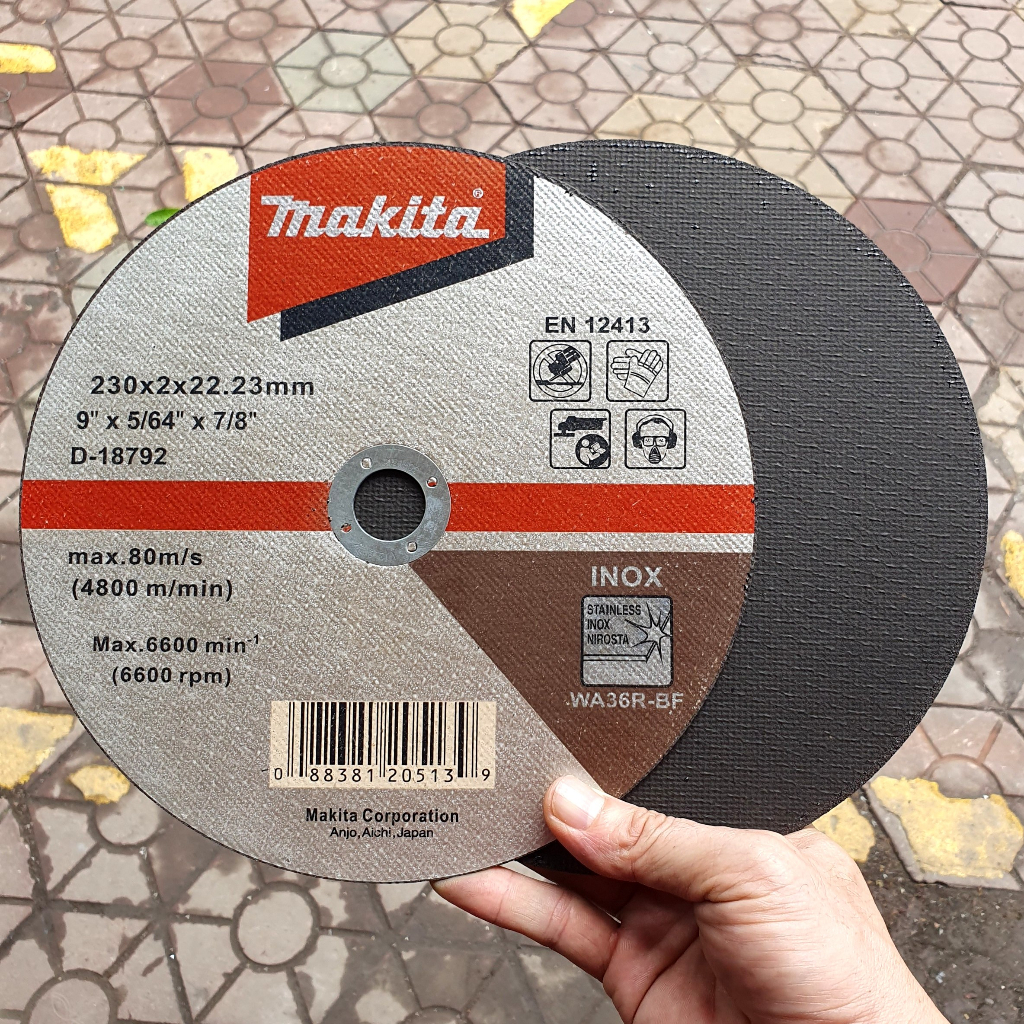 makita®
EN 12413
230x2x22.23mm
9" x 5/64" x 7/8"
D-18792
max.80m/s
(4800 m/min)
Max.6600 min-1
(6600 rpm)
INOX
STAINLESS
INOX
NIROSTA
WA36R-BF
0 88381 20513 9
Makita Corporation
Anjo,Aichi,Japan